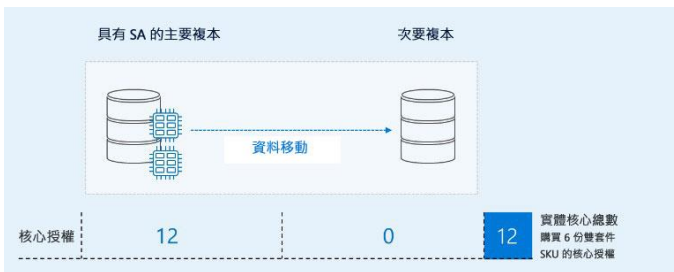 具有 SA 的主要複本
次要複本
資料移動
核心授權
12
0
12
實體核心總數
購買 6 份雙套件
SKU 的核心授權